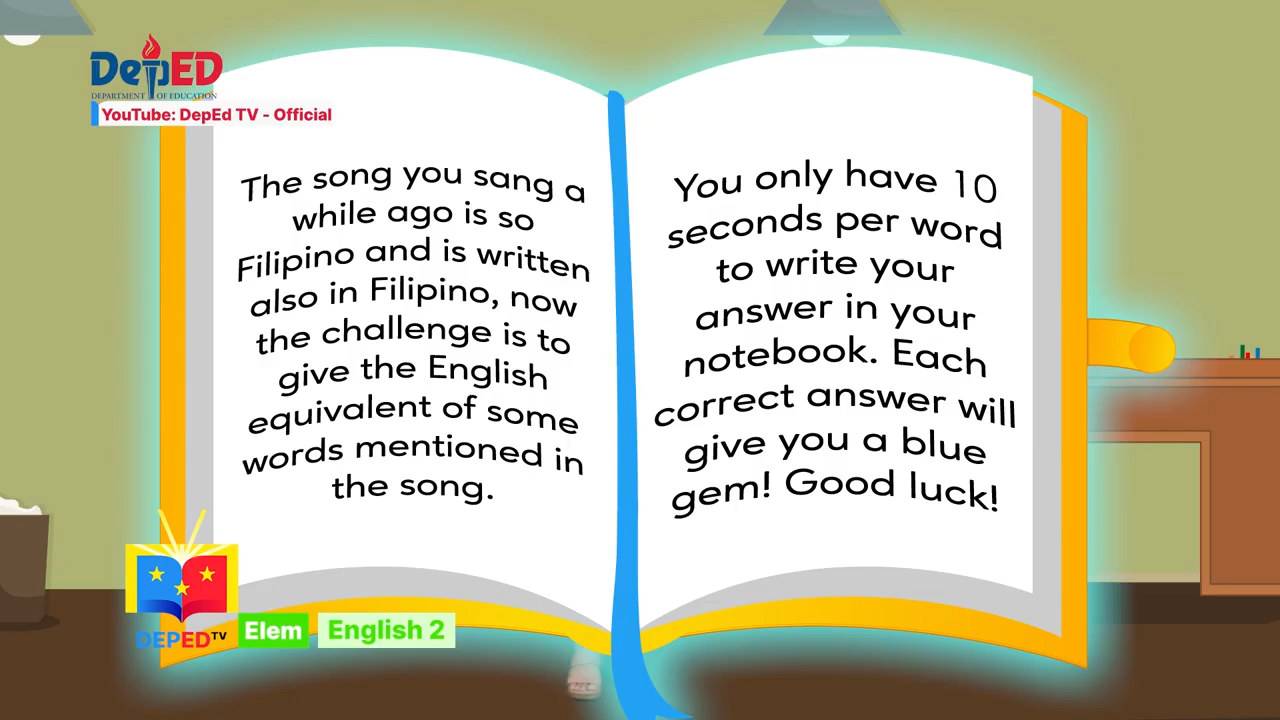 DepED
DEPARTMENT OF EDUCATION
YouTube: DepEd TV - Official
The song you sang a
while ago is so
Filipino and is written
also in Filipino, now
the challenge is to
give the English
equivalent of some
words mentioned in
the song.
You only have 10
seconds per word
to write your
answer in your
notebook. Each
correct answer will
give you a blue
gem! Good luck!
DEPED TV
Elem
English 2